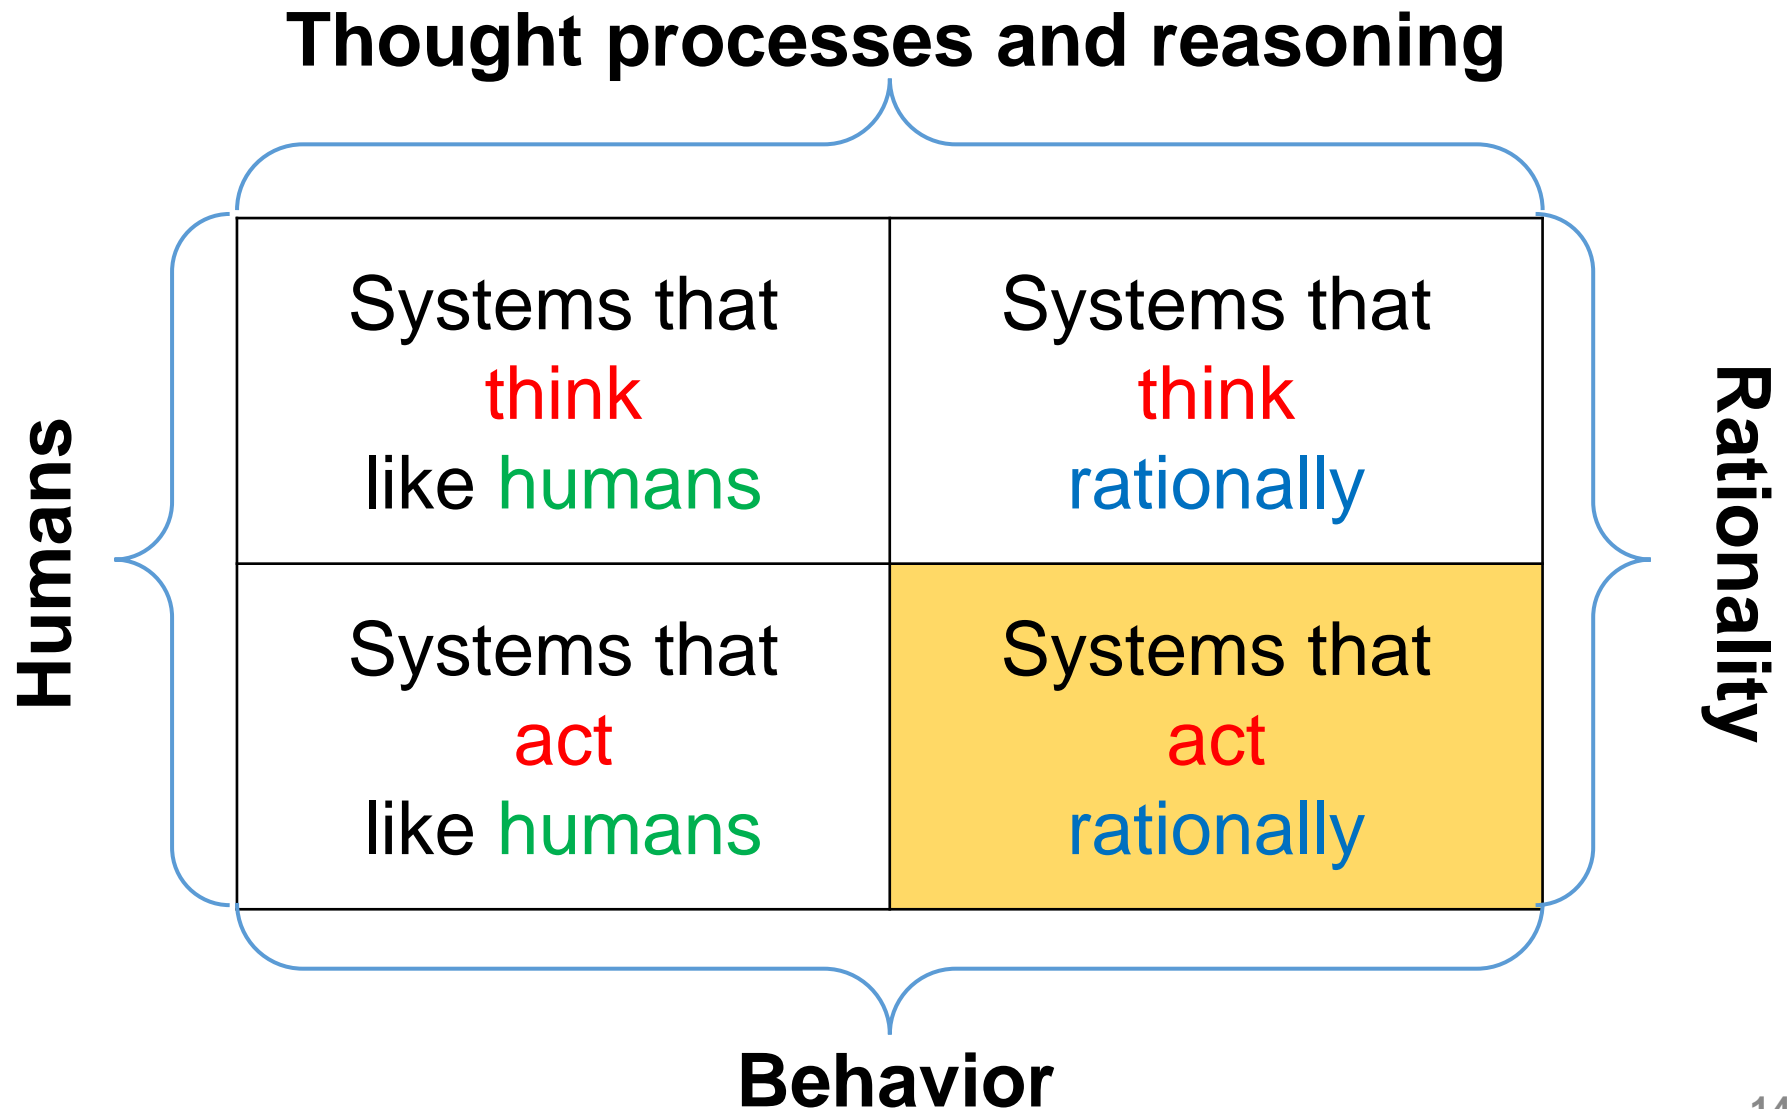 Thought processes and reasoning
Humans
Systems that
think
like humans
Systems that
think
rationally
Rationality
Systems that
act
like humans
Systems that
act
rationally
Behavior
14